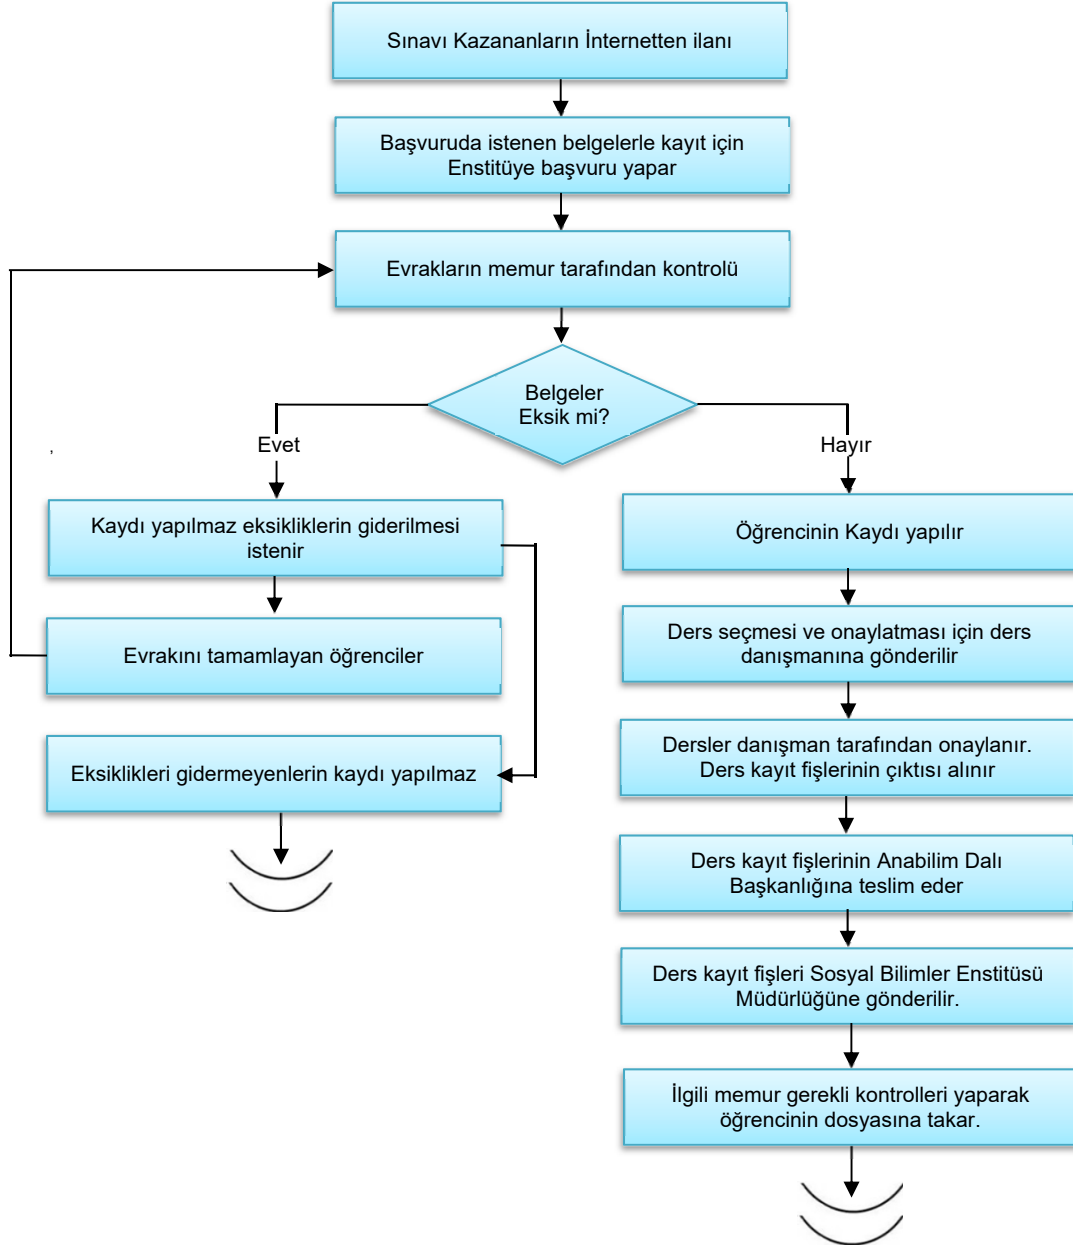 Sınavı Kazananların İnternetten ilanı
Başvuruda istenen belgelerle kayıt için
Enstitüye başvuru yapar
Evrakların memur tarafından kontrolü
Belgeler
Eksik mi?
Evet
Hayır
,
Kaydı yapılmaz eksikliklerin giderilmesi
istenir
Evrakını tamamlayan öğrenciler
Eksiklikleri gidermeyenlerin kaydı yapılmaz
Öğrencinin Kaydı yapılır
Ders seçmesi ve onaylatması için ders
danışmanına gönderilir
Dersler danışman tarafından onaylanır.
Ders kayıt fişlerinin çıktısı alınır
Ders kayıt fişlerinin Anabilim Dalı
Başkanlığına teslim eder
Ders kayıt fişleri Sosyal Bilimler Enstitüsü
Müdürlüğüne gönderilir.
İlgili memur gerekli kontrolleri yaparak
öğrencinin dosyasına takar.